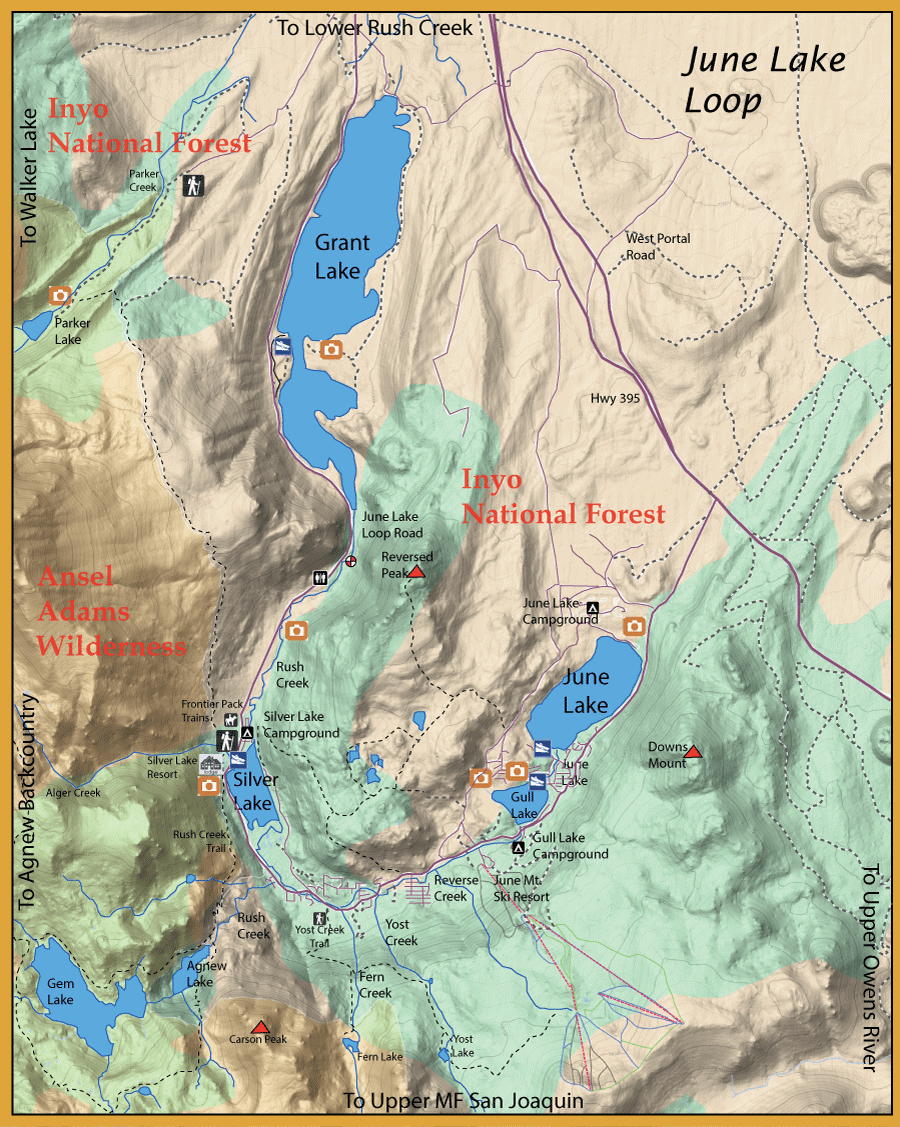 To Lower Rush Creek
June Lake
Loop
Inyo
National Forest
To Walker Lake
Parker
Creek
Grant
Lake
West Portal
Road
Parker
Lake
Hwy 395
Inyo
National Forest
June Lake
Loop Road
Reversed
Peak
Ansel
Adams
Wilderness
June Lake
Campground
Rush
Creek
June
Lake
Frontier Pack
Trains
Silver Lake
Campground
To Agnew Backcountry
Silver Lake
Resort
lodge
Silver
Lake
Downs
Mount
June
Lake
Alger Creek
Gull
Lake
Rush Creek
Trail
Gull Lake
Campground
Reverse
Creek
June Mt.
Ski Resort
To Upper Owens River
Rush
Creek
Yost Creek
Trail
Yost
Creek
Agnew
Lake
Gem
Lake
Fern
Creek
Carson Peak
Fern Lake
Yost
Lake
To Upper MF San Joaquin